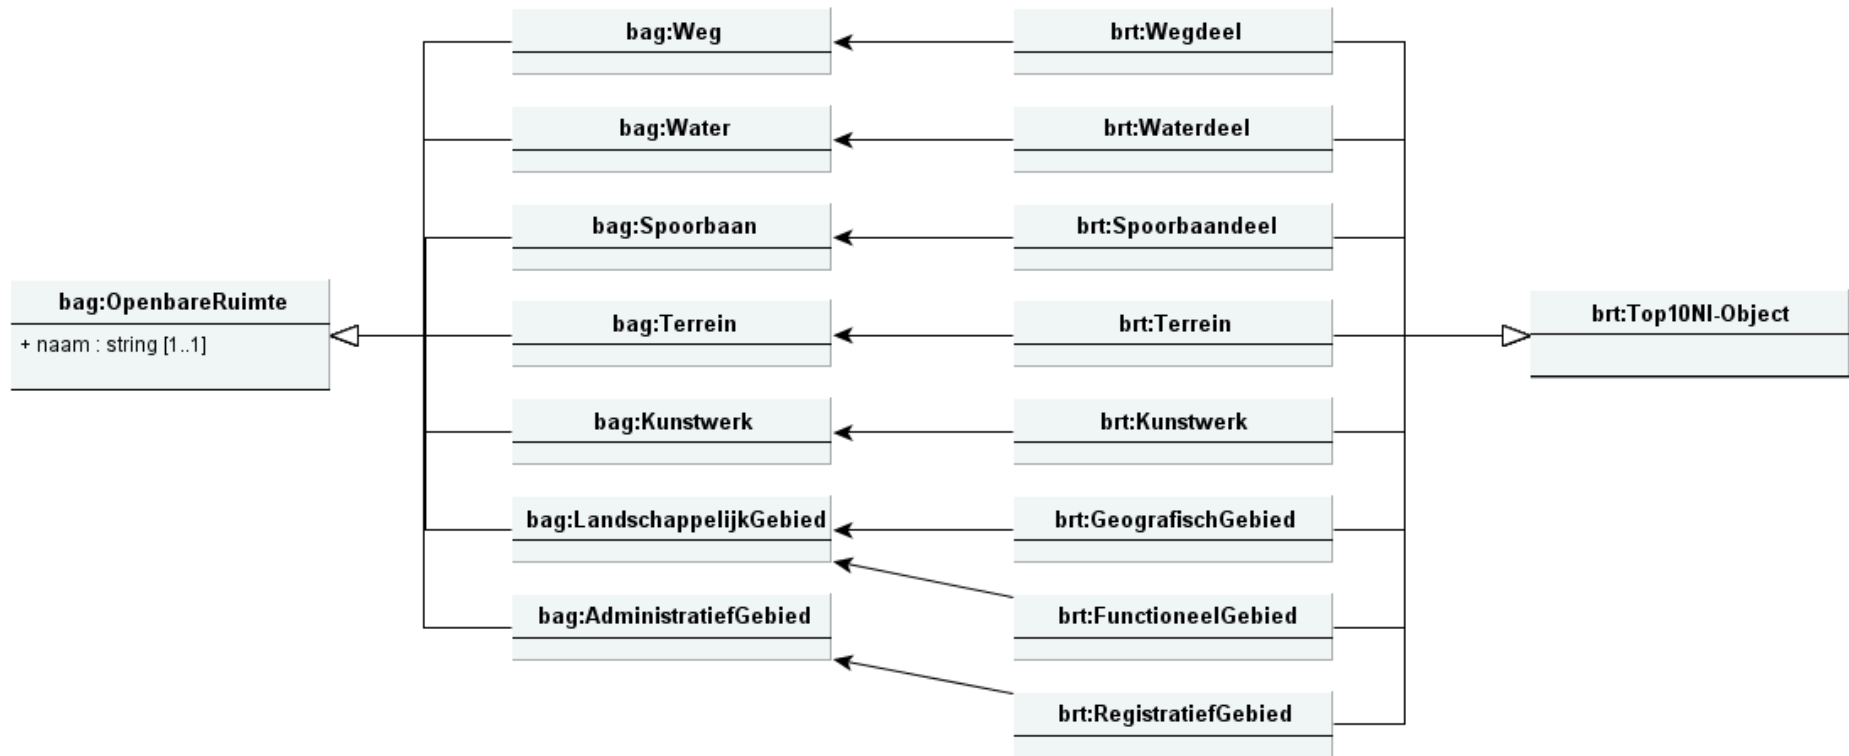 bag:Weg
brt:Wegdeel
bag:Water
brt:Waterdeel
bag:Spoorbaan
brt:Spoorbaandeel
bag:OpenbareRuimte
+ naam : string [1..1]
bag:Terrein
brt:Terrein
brt:Top10Nl-Object
bag:Kunstwerk
brt:Kunstwerk
bag:LandschappelijkGebied
brt:GeografischGebied
bag:AdministratiefGebied
brt:FunctioneelGebied
brt:RegistratiefGebied